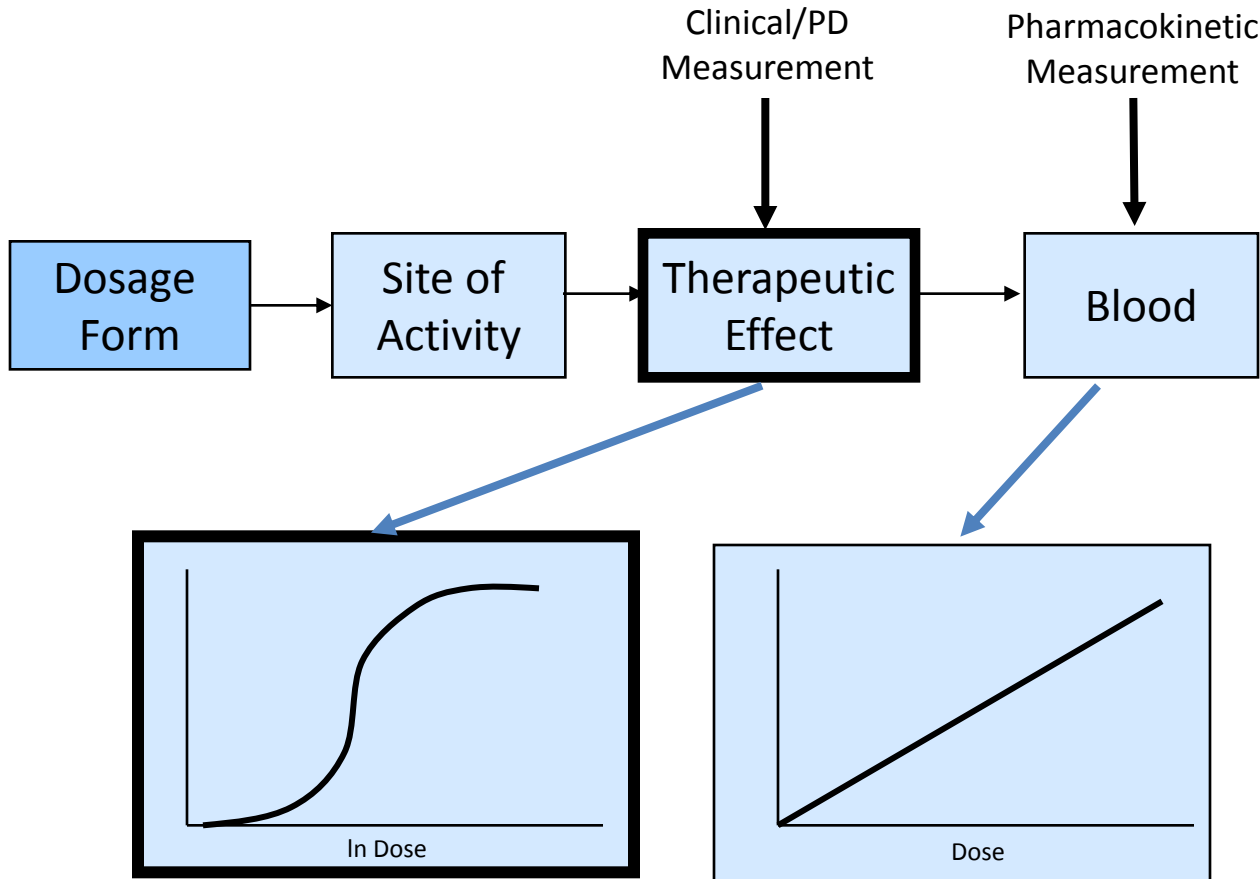 Clinical/PD
Measurement
Pharmacokinetic
Measurement
Dosage
Form
Site of
Activity
Therapeutic
Effect
Blood
ln Dose
Dose